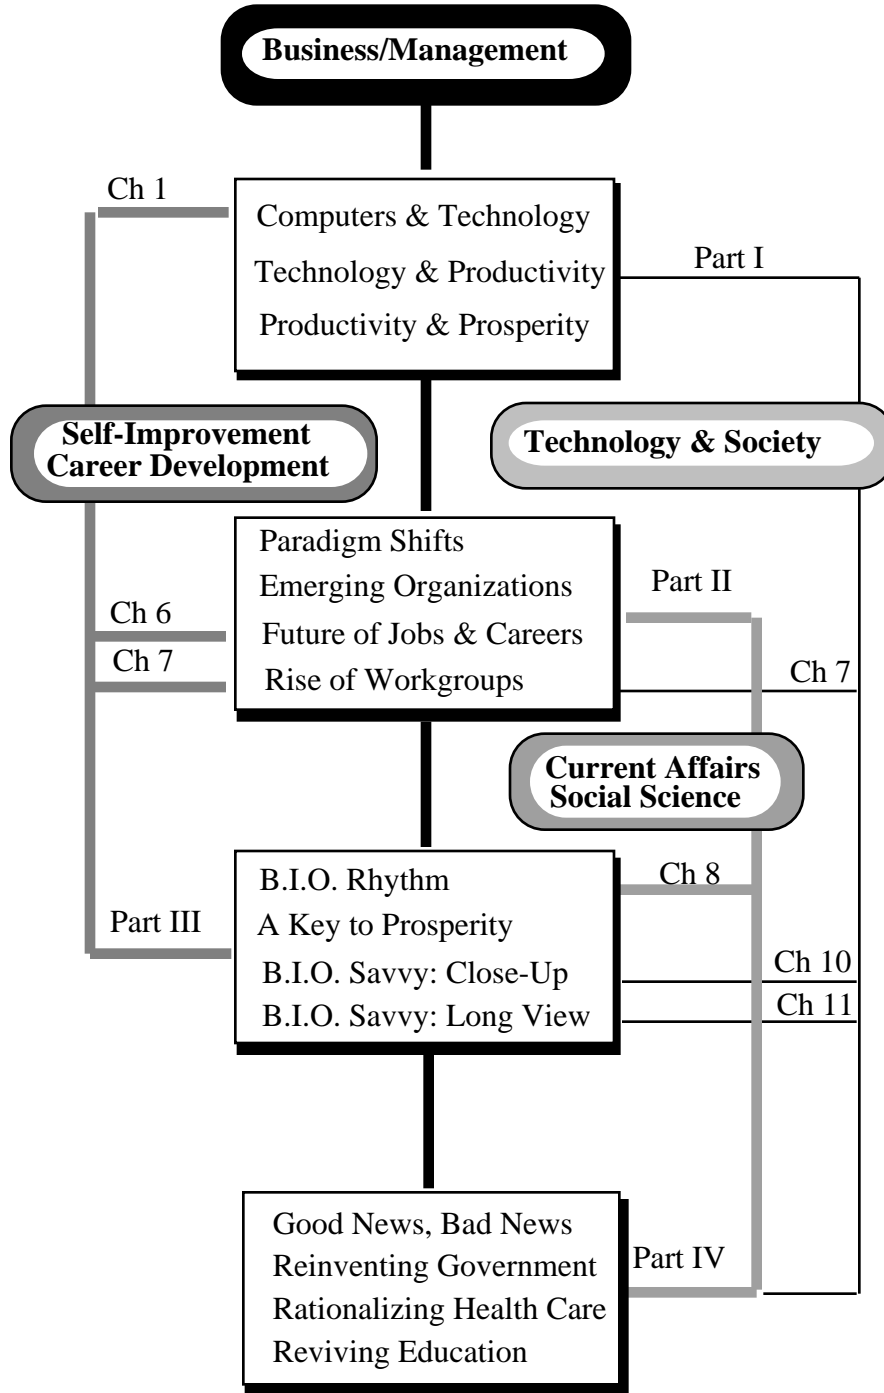 Business/Management
Ch 1
Computers & Technology
Technology & Productivity
Productivity & Prosperity
Part I
Self-Improvement
Career Development
Technology & Society
Paradigm Shifts
Emerging Organizations
Future of Jobs & Careers
Rise of Workgroups
Part II
Ch 6
Ch 7
Ch 7
Current Affairs
Social Science
B.I.O. Rhythm
A Key to Prosperity
B.I.O. Savvy: Close-Up
B.I.O. Savvy: Long View
Ch 8
Part III
Ch 10
Ch 11
Good News, Bad News
Reinventing Government
Rationalizing Health Care
Reviving Education
Part IV